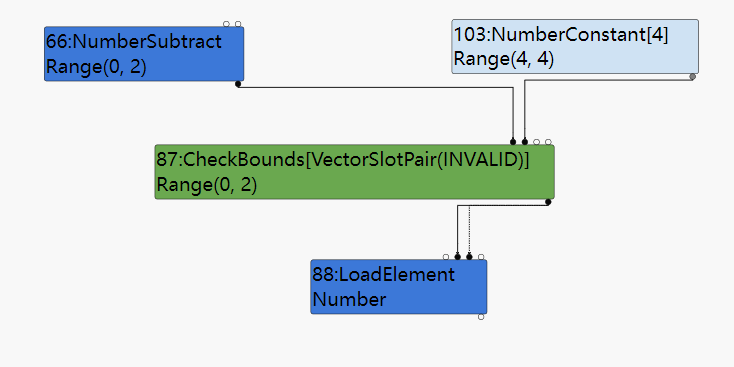 66:NumberSubtract
Range(0, 2)
103:NumberConstant[4]
Range(4, 4)
87:CheckBounds[VectorSlotPair(INVALID)]
Range(0, 2)
88:LoadElement
Number